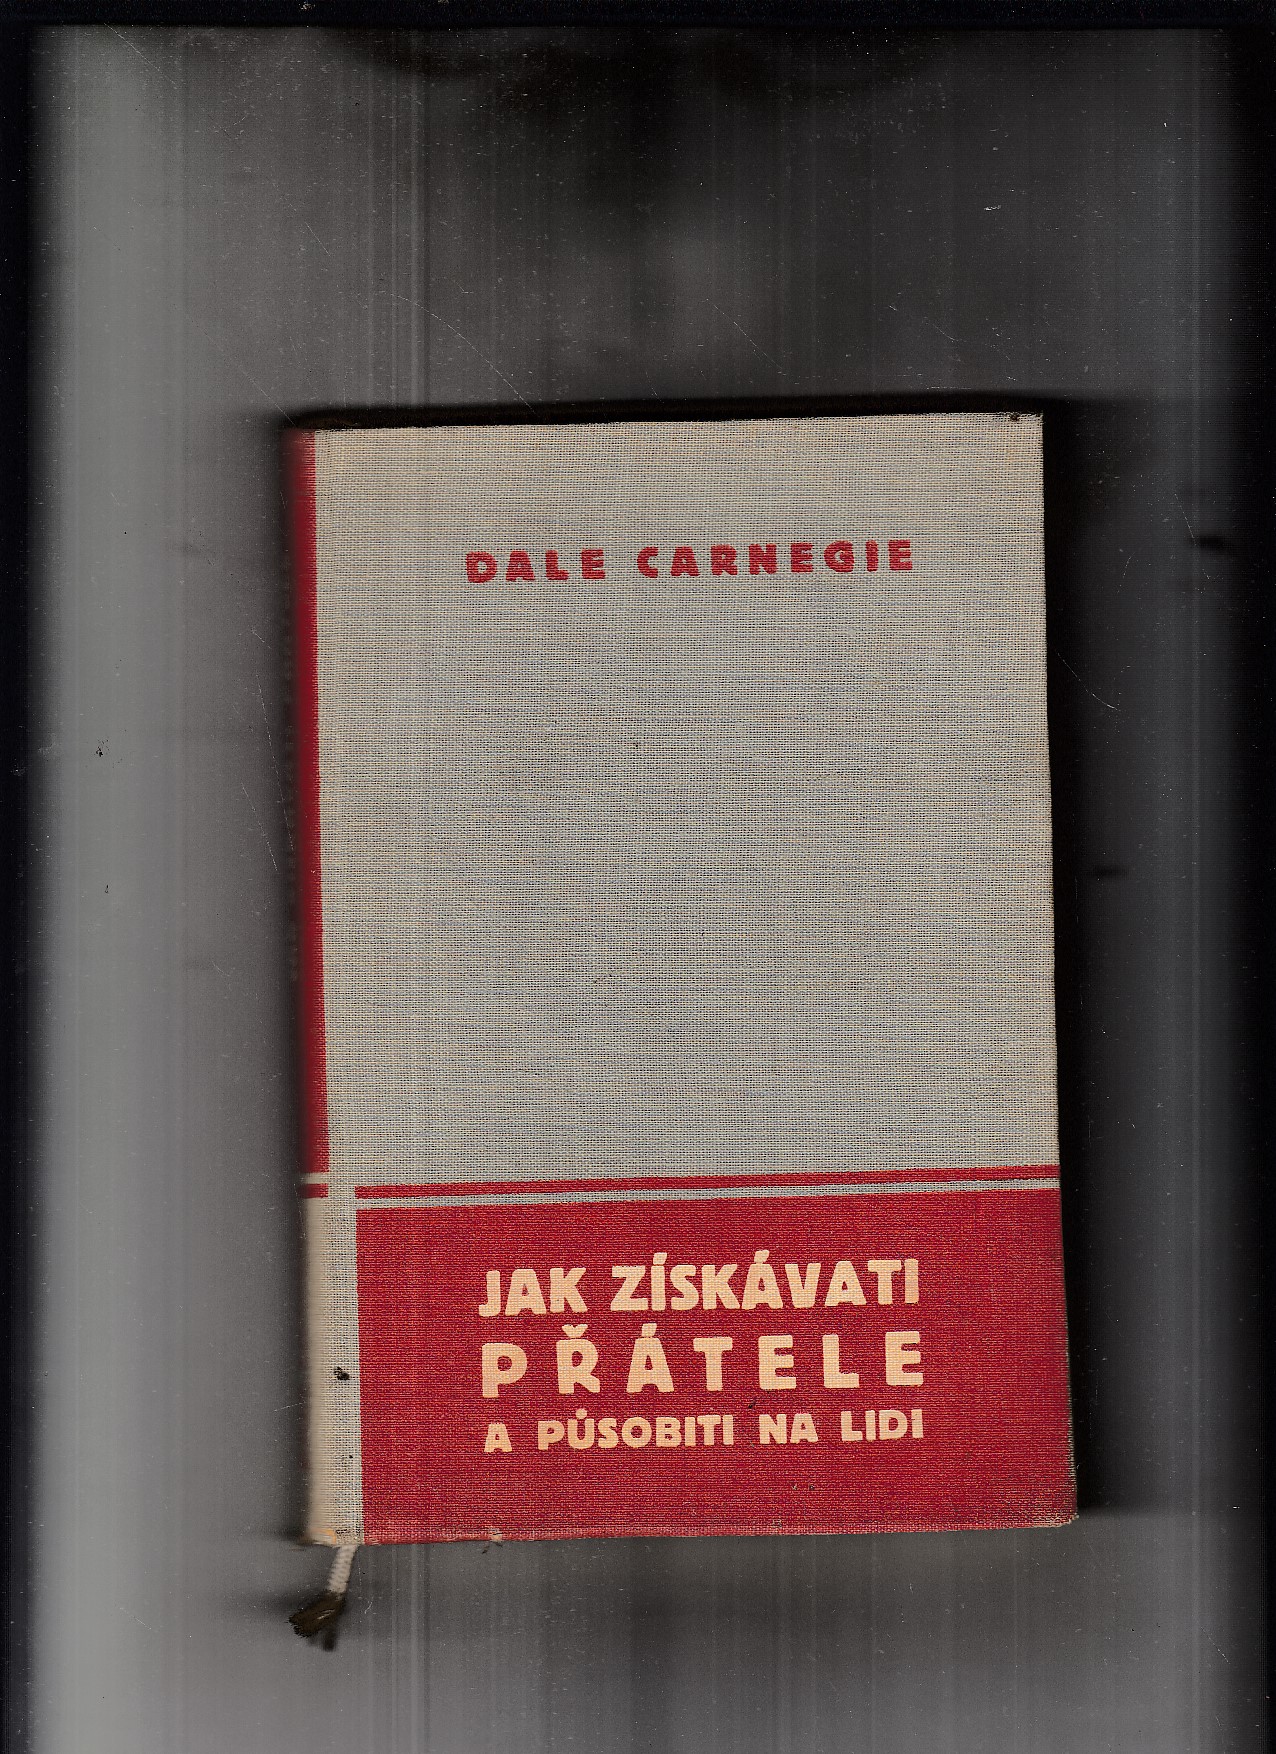 DALE CARNEGIE
JAK ZÍSKÁVATI
PŘÁTELE
A PŮSOBITI NA LIDI